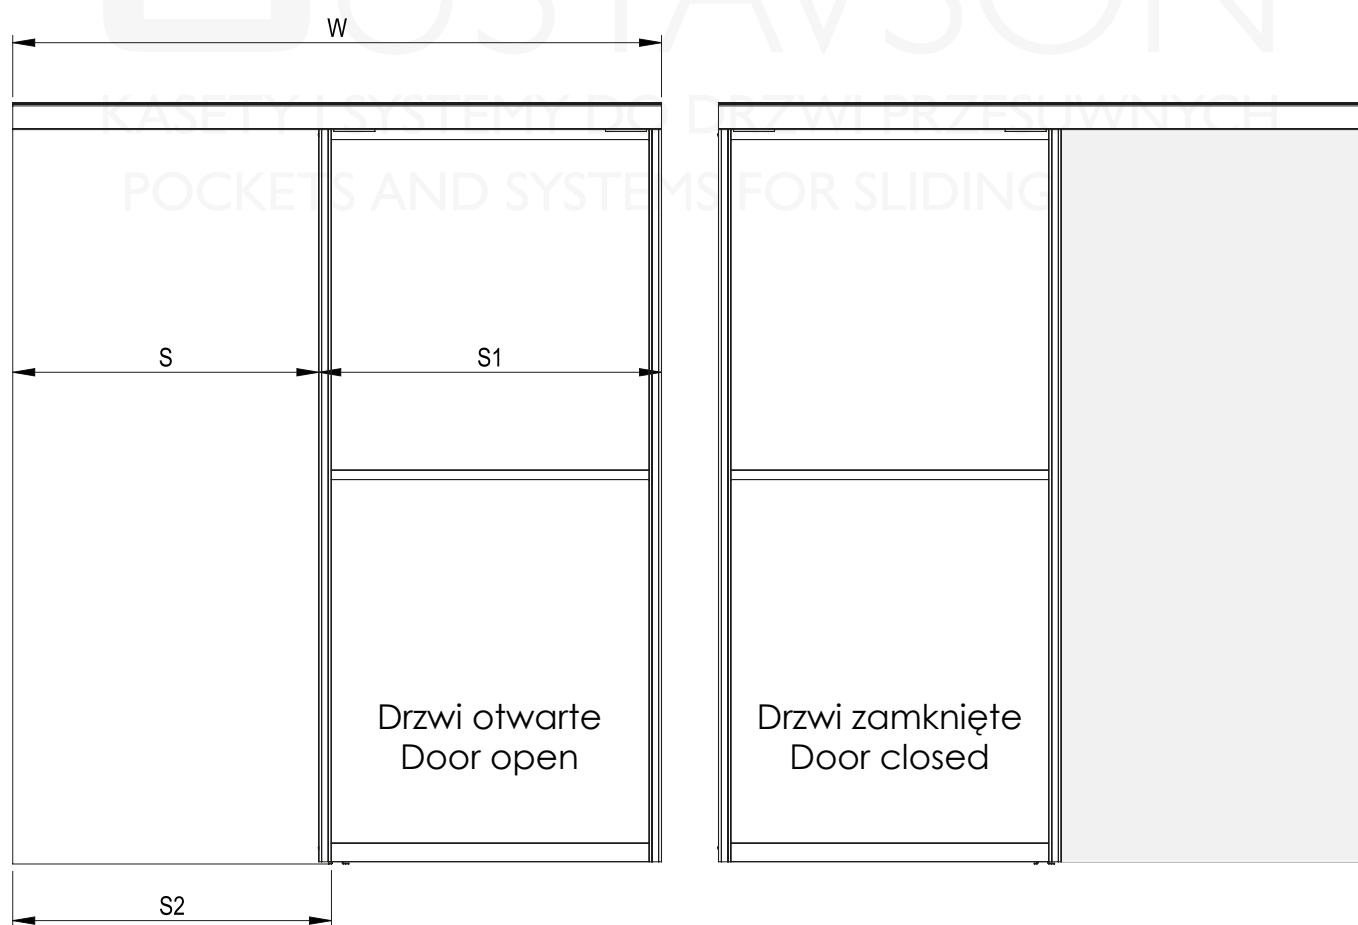 GUSTAVSON
W
KASETY I SYSTEMY DO DRZWI PRZESUWNYCH
POCKETS AND SYSTEMS FOR SLIDING
S
S1
Drzwi otwarte
Door open
Drzwi zamknięte
Door closed
S2